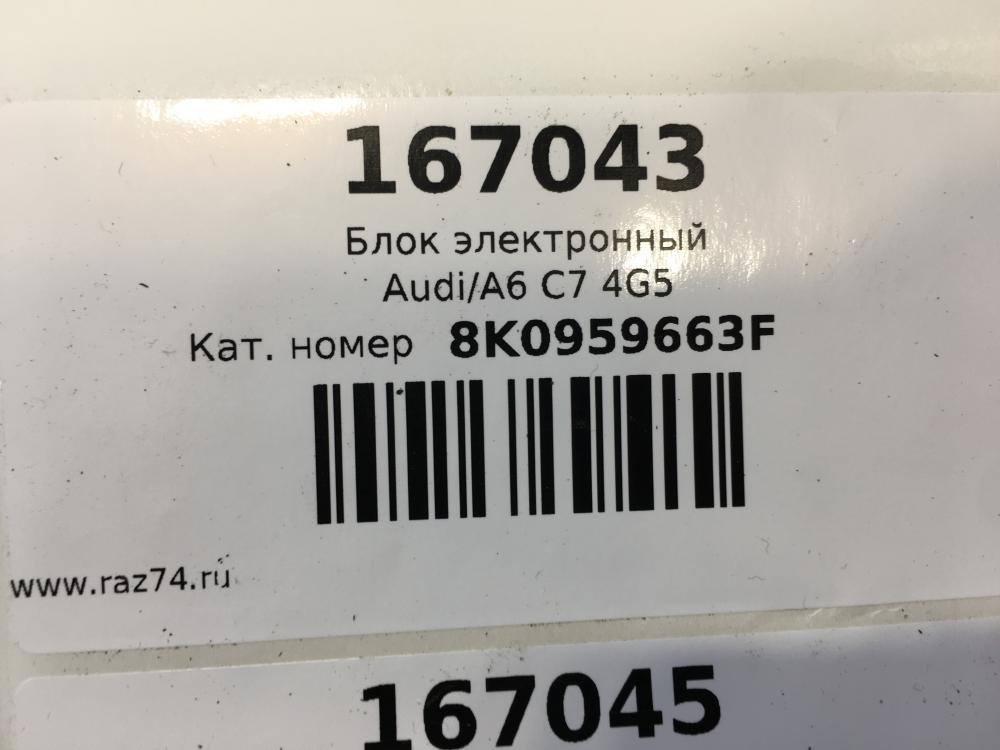 167043
Блок электронный
Audi/A6 C7 4G5
Кат. номер 8K0959663F
www.raz74.ru
167045